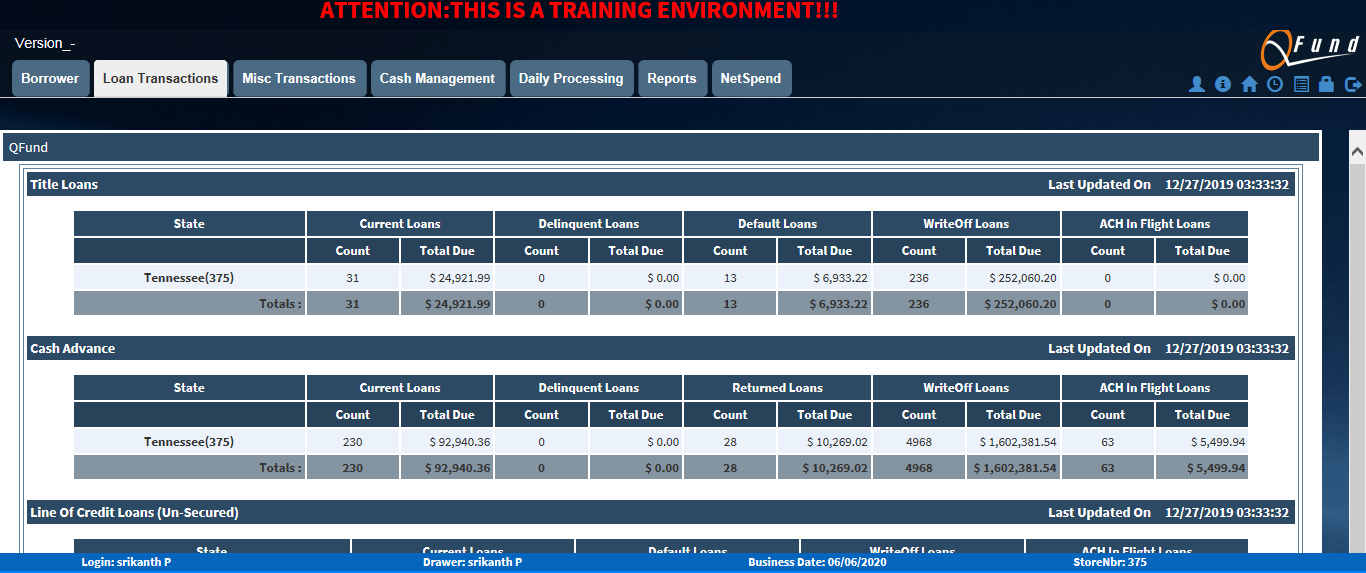 ATTENTION:THIS IS A TRAINING ENVIRONMENT!!!
Version_-
QFund
Borrower Loan Transactions Misc Transactions Cash Management Daily Processing Reports NetSpend
QFund
Title Loans Last Updated On 12/27/2019 03:33:32
State Current Loans Delinquent Loans Default Loans WriteOff Loans ACH In Flight Loans
Count Total Due Count Total Due Count Total Due Count Total Due Count Total Due
Tennessee(375) 31 $ 24,921.99 0 $ 0.00 13 $ 6,933.22 236 $ 252,060.20 0 $ 0.00
Totals : 31 $ 24,921.99 0 $ 0.00 13 $ 6,933.22 236 $ 252,060.20 0 $ 0.00
Cash Advance Last Updated On 12/27/2019 03:33:32
State Current Loans Delinquent Loans Returned Loans WriteOff Loans ACH In Flight Loans
Count Total Due Count Total Due Count Total Due Count Total Due Count Total Due
Tennessee(375) 230 $ 92,940.36 0 $ 0.00 28 $ 10,269.02 4968 $ 1,602,381.54 63 $ 5,499.94
Totals : 230 $ 92,940.36 0 $ 0.00 28 $ 10,269.02 4968 $ 1,602,381.54 63 $ 5,499.94
Line Of Credit Loans (Un-Secured) Last Updated On 12/27/2019 03:33:32
State Current Loans Default Loans WriteOff Loans ACH In Flight Loans
Login: srikanth P Drawer: srikanth P Business Date: 06/06/2020 StoreNbr: 375